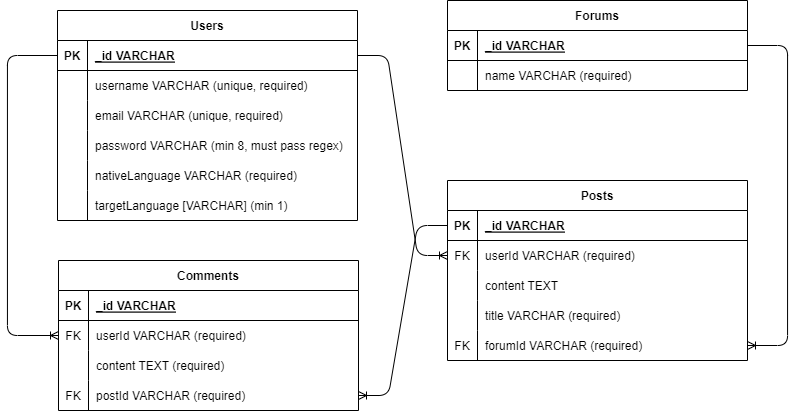 Users
PK _id VARCHAR
username VARCHAR (unique, required)
email VARCHAR (unique, required)
password VARCHAR (min 8, must pass regex)
nativeLanguage VARCHAR (required)
targetLanguage [VARCHAR] (min 1)
Forums
PK _id VARCHAR
name VARCHAR (required)
Comments
PK _id VARCHAR
FK userId VARCHAR (required)
content TEXT (required)
FK postId VARCHAR (required)
Posts
PK _id VARCHAR
FK userId VARCHAR (required)
content TEXT
title VARCHAR (required)
FK forumId VARCHAR (required)